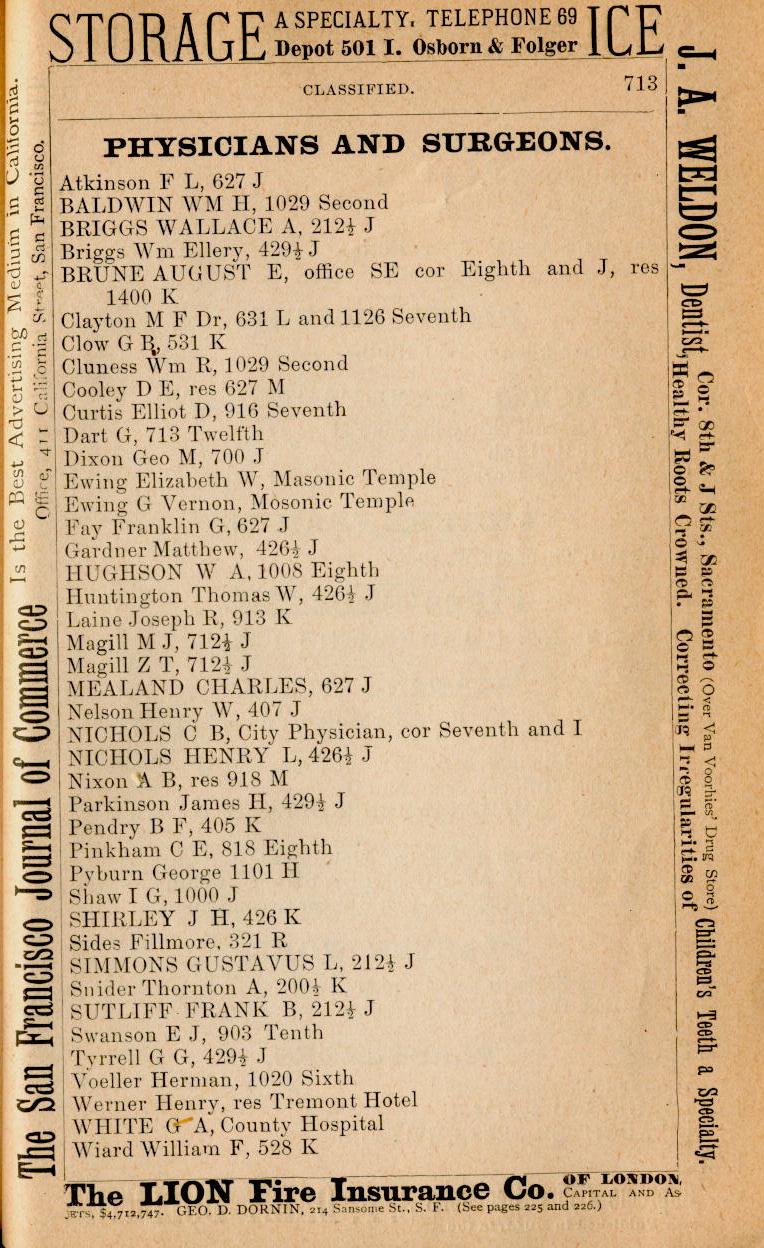 STORAGE A SPECIALTY. TELEPHONE 69 ICE
Depot 501 I. Osborn & Folger
CLASSIFIED. 713
PHYSICIANS AND SURGEONS.
Atkinson F L, 627 J
BALDWIN WM H, 1029 Second
BRIGGS WALLACE A, 212½ J
Briggs Wm Ellery, 429½ J
BRUNE AUGUST E, office SE cor Eighth and J, res
1400 K
Clayton M F Dr, 631 L and 1126 Seventh
Clow G B, 531 K
Cluness Wm R, 1029 Second
Cooley D E, res 627 M
Curtis Elliot D, 916 Seventh
Dart G, 713 Twelfth
Dixon Geo M, 700 J
Ewing Elizabeth W, Masonic Temple
Ewing G Vernon, Mosonic Temple
Fay Franklin G, 627 J
Gardner Matthew, 426½ J
HUGHSON W A, 1008 Eighth
Huntington Thomas W, 426½ J
Laine Joseph R, 913 K
Magill M J, 712½ J
Magill Z T, 712½ J
MEALAND CHARLES, 627 J
Nelson Henry W, 407 J
NICHOLS C B, City Physician, cor Seventh and I
NICHOLS HENRY L, 426½ J
Nixon A B, res 918 M
Parkinson James H, 429½ J
Pendry B F, 405 K
Pinkham C E, 818 Eighth
Pyburn George 1101 H
Shaw I G, 1000 J
SHIRLEY J H, 426 K
Sides Fillmore, 321 R
SIMMONS GUSTAVUS L, 212½ J
Snider Thornton A, 200½ K
SUTLIFF FRANK B, 212½ J
Swanson E J, 903 Tenth
Tyrrell G G, 429½ J
Voeller Herman, 1020 Sixth
Werner Henry, res Tremont Hotel
WHITE G A, County Hospital
Wiard William F, 528 K
The LION Fire Insurance Co. OF LONDON,
CAPITAL AND AS-
SETS, $4,712,747. GEO. D. DORNIN, 214 Sansome St., S. F. (See pages 225 and 226.)
The San Francisco Journal of Commerce Is the Best Advertising Medium in California.
Office, 411 California Street, San Francisco.
J. A. WELDON, Dentist, Cor. 8th & J Sts., Sacramento (Over Van Voorhies' Drug Store) Children's Teeth a Specialty.
Healthy Roots Crowned. Correcting Irregularities of